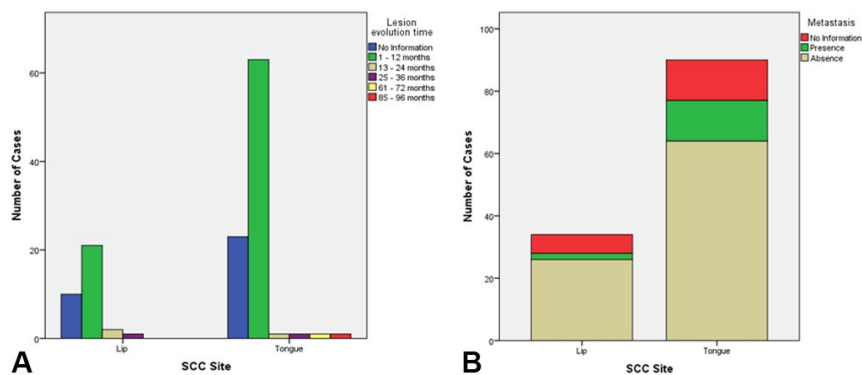 Lesion
evolution time
No Information
1 - 12 months
13 - 24 months
25 - 36 months
61 - 72 months
85 - 96 months
Number of Cases
60
40
20
0
Lip
Tongue
SCC Site
A
Metastasis
No Information
Presence
Absence
Number of Cases
100
80
60
40
20
0
Lip
Tongue
SCC Site
B